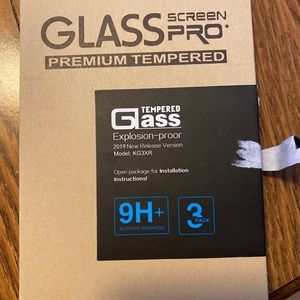 GLASS SCREEN PRO+
PREMIUM TEMPERED
TEMPERED
Glass
Explosion-proor
2019 New Release Version
Model: KG3XR
Open package for Installation
Instructions!
9H+
SURFACE HARDNESS
3
PACK